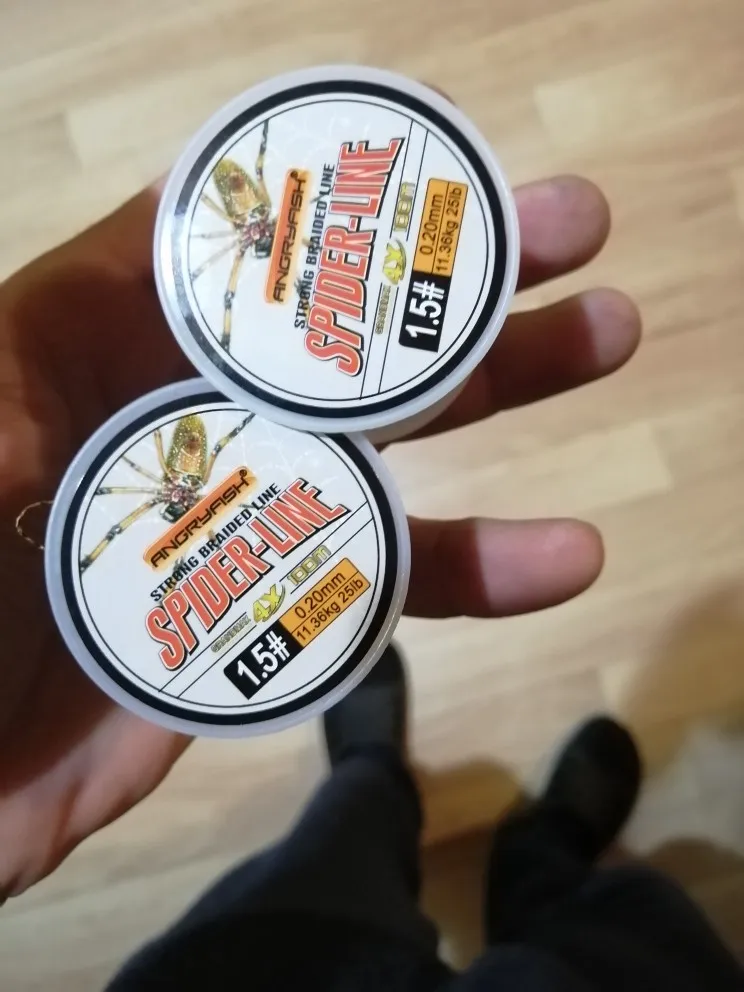 ANGRYFISH®
STRONG BRAIDED LINE
SPIDER-LINE
4X 100m
1.5# 0.20mm
11.36kg 25lb
ANGRYFISH®
STRONG BRAIDED LINE
SPIDER-LINE
4X 100m
1.5# 0.20mm
11.36kg 25lb